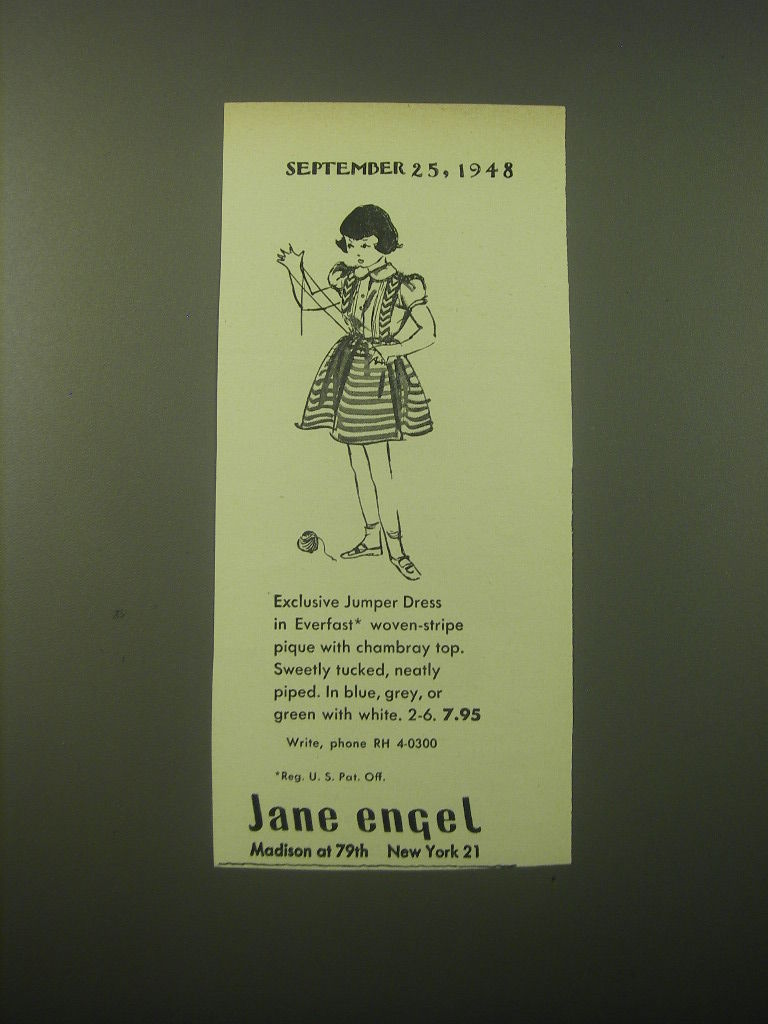 SEPTEMBER 25, 1948
Exclusive Jumper Dress
in Everfast* woven-stripe
pique with chambray top.
Sweetly tucked, neatly
piped. In blue, grey, or
green with white. 2-6. 7.95
Write, phone RH 4-0300
*Reg. U. S. Pat. Off.
Jane engel
Madison at 79th New York 21